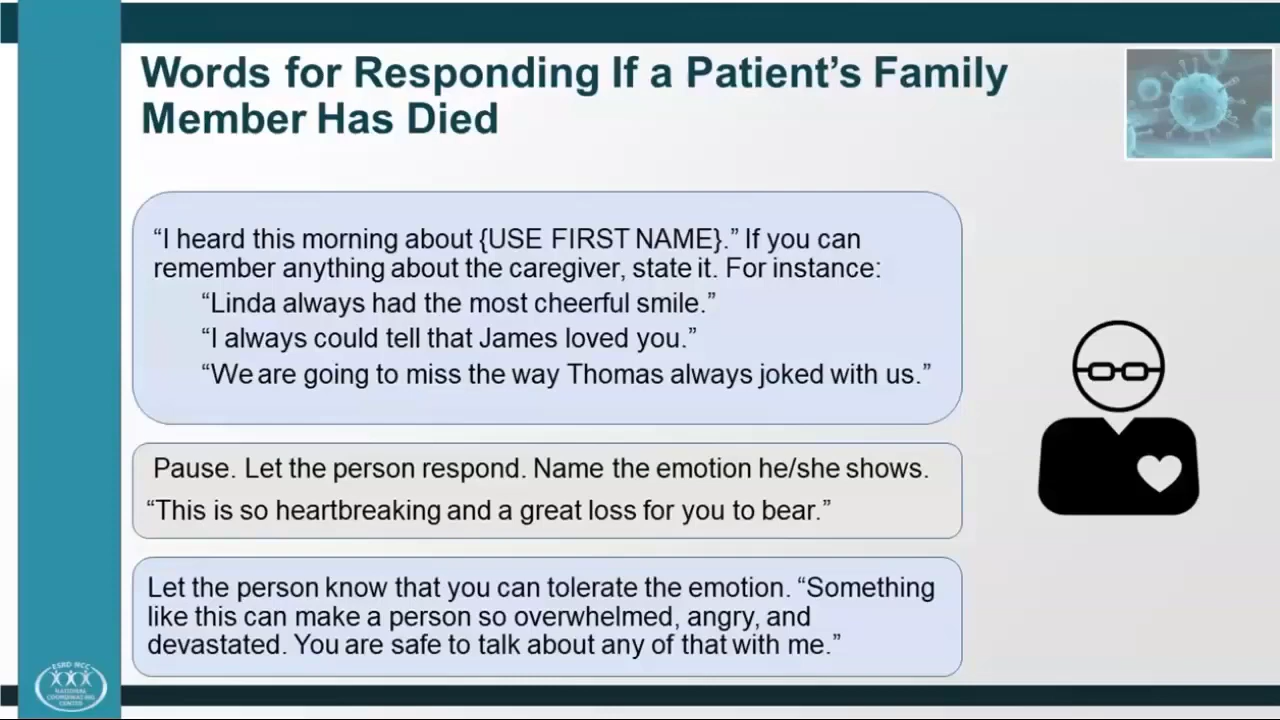 Words for Responding If a Patient’s Family
Member Has Died
“I heard this morning about {USE FIRST NAME}.” If you can
remember anything about the caregiver, state it. For instance:
“Linda always had the most cheerful smile.”
“I always could tell that James loved you.”
“We are going to miss the way Thomas always joked with us.”
Pause. Let the person respond. Name the emotion he/she shows.
“This is so heartbreaking and a great loss for you to bear.”
Let the person know that you can tolerate the emotion. “Something
like this can make a person so overwhelmed, angry, and
devastated. You are safe to talk about any of that with me.”
ESRD NCC
NATIONAL
COORDINATING
CENTER